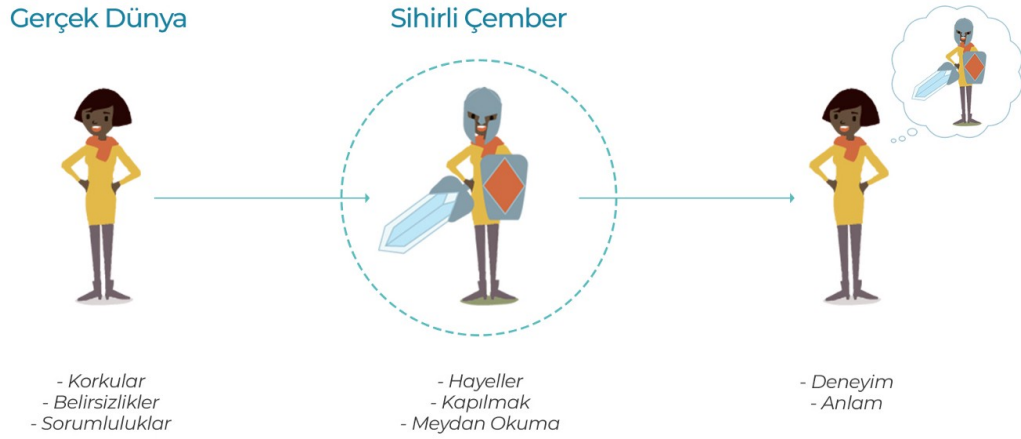 Gerçek Dünya
Sihirli Çember
- Korkular
- Belirsizlikler
- Sorumluluklar
- Hayeller
- Kapılmak
- Meydan Okuma
- Deneyim
- Anlam